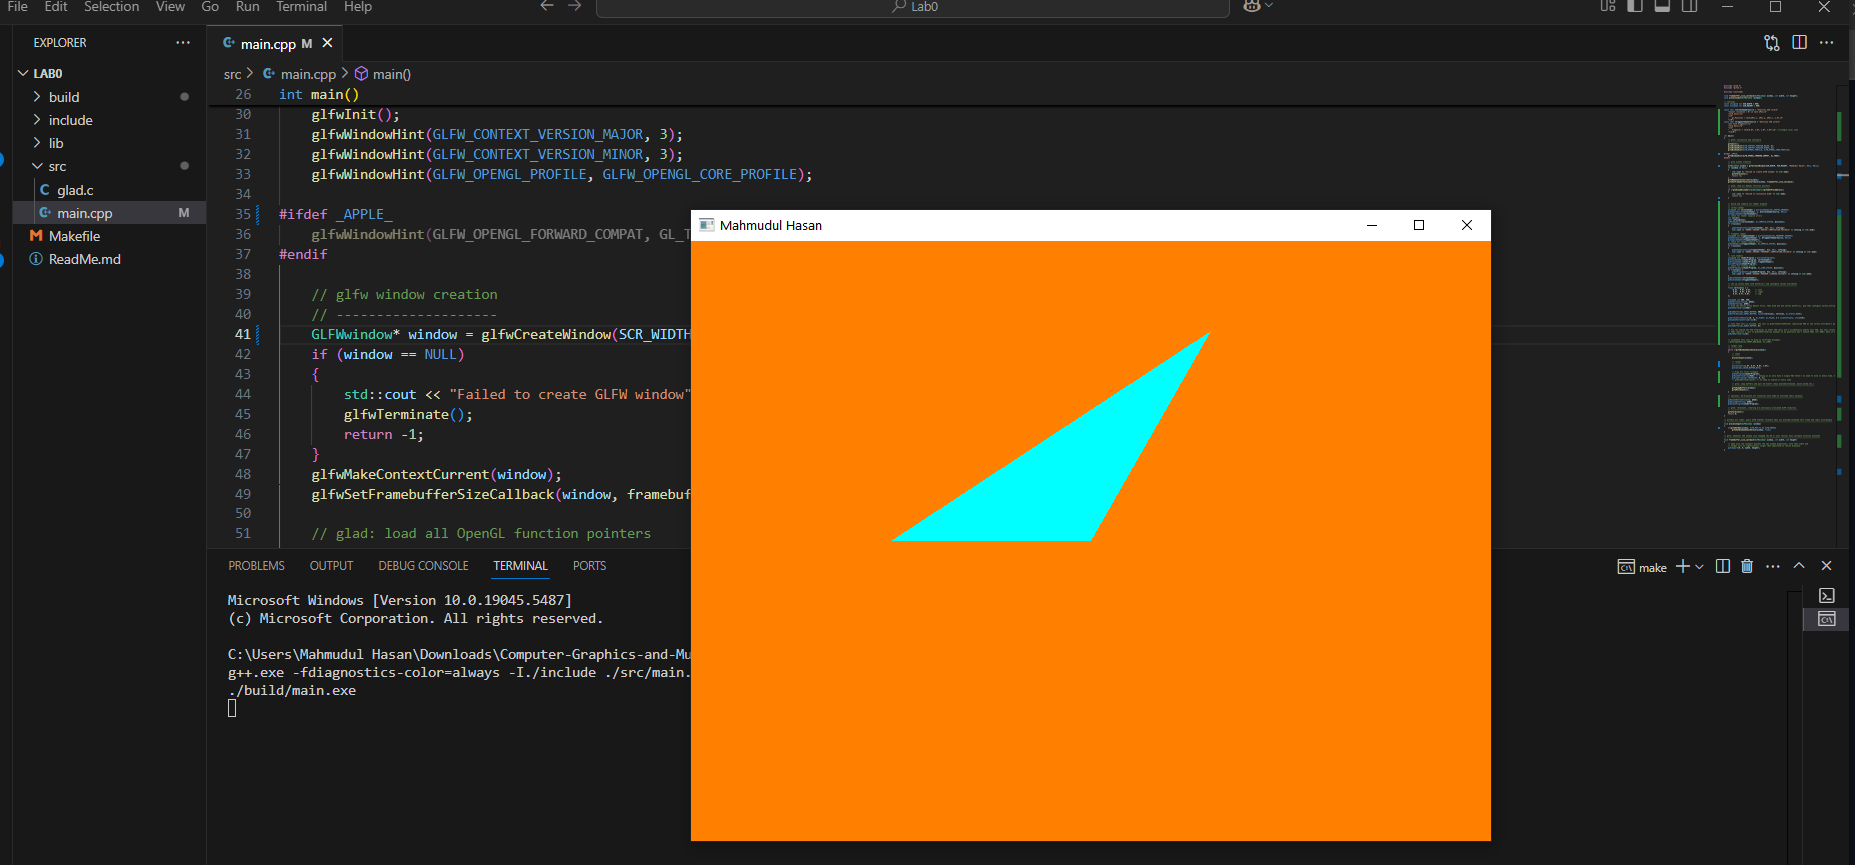 File Edit Selection View Go Run Terminal Help
Lab0
EXPLORER
LAB0
build
include
lib
src
glad.c
main.cpp M
Makefile
ReadMe.md
main.cpp M
src > main.cpp > main()
26 int main()
30 glfwInit();
31 glfwWindowHint(GLFW_CONTEXT_VERSION_MAJOR, 3);
32 glfwWindowHint(GLFW_CONTEXT_VERSION_MINOR, 3);
33 glfwWindowHint(GLFW_OPENGL_PROFILE, GLFW_OPENGL_CORE_PROFILE);
34
35 #ifdef _APPLE_
36 glfwWindowHint(GLFW_OPENGL_FORWARD_COMPAT, GL_T
37 #endif
38
39 // glfw window creation
40 // --------------------
41 GLFWwindow* window = glfwCreateWindow(SCR_WIDTH
42 if (window == NULL)
43 {
44 std::cout << "Failed to create GLFW window"
45 glfwTerminate();
46 return -1;
47 }
48 glfwMakeContextCurrent(window);
49 glfwSetFramebufferSizeCallback(window, framebuf
50
51 // glad: load all OpenGL function pointers
Mahmudul Hasan
PROBLEMS OUTPUT DEBUG CONSOLE TERMINAL PORTS
make
Microsoft Windows [Version 10.0.19045.5487]
(c) Microsoft Corporation. All rights reserved.
C:\Users\Mahmudul Hasan\Downloads\Computer-Graphics-and-Mu
g++.exe -fdiagnostics-color=always -I./include ./src/main.
./build/main.exe